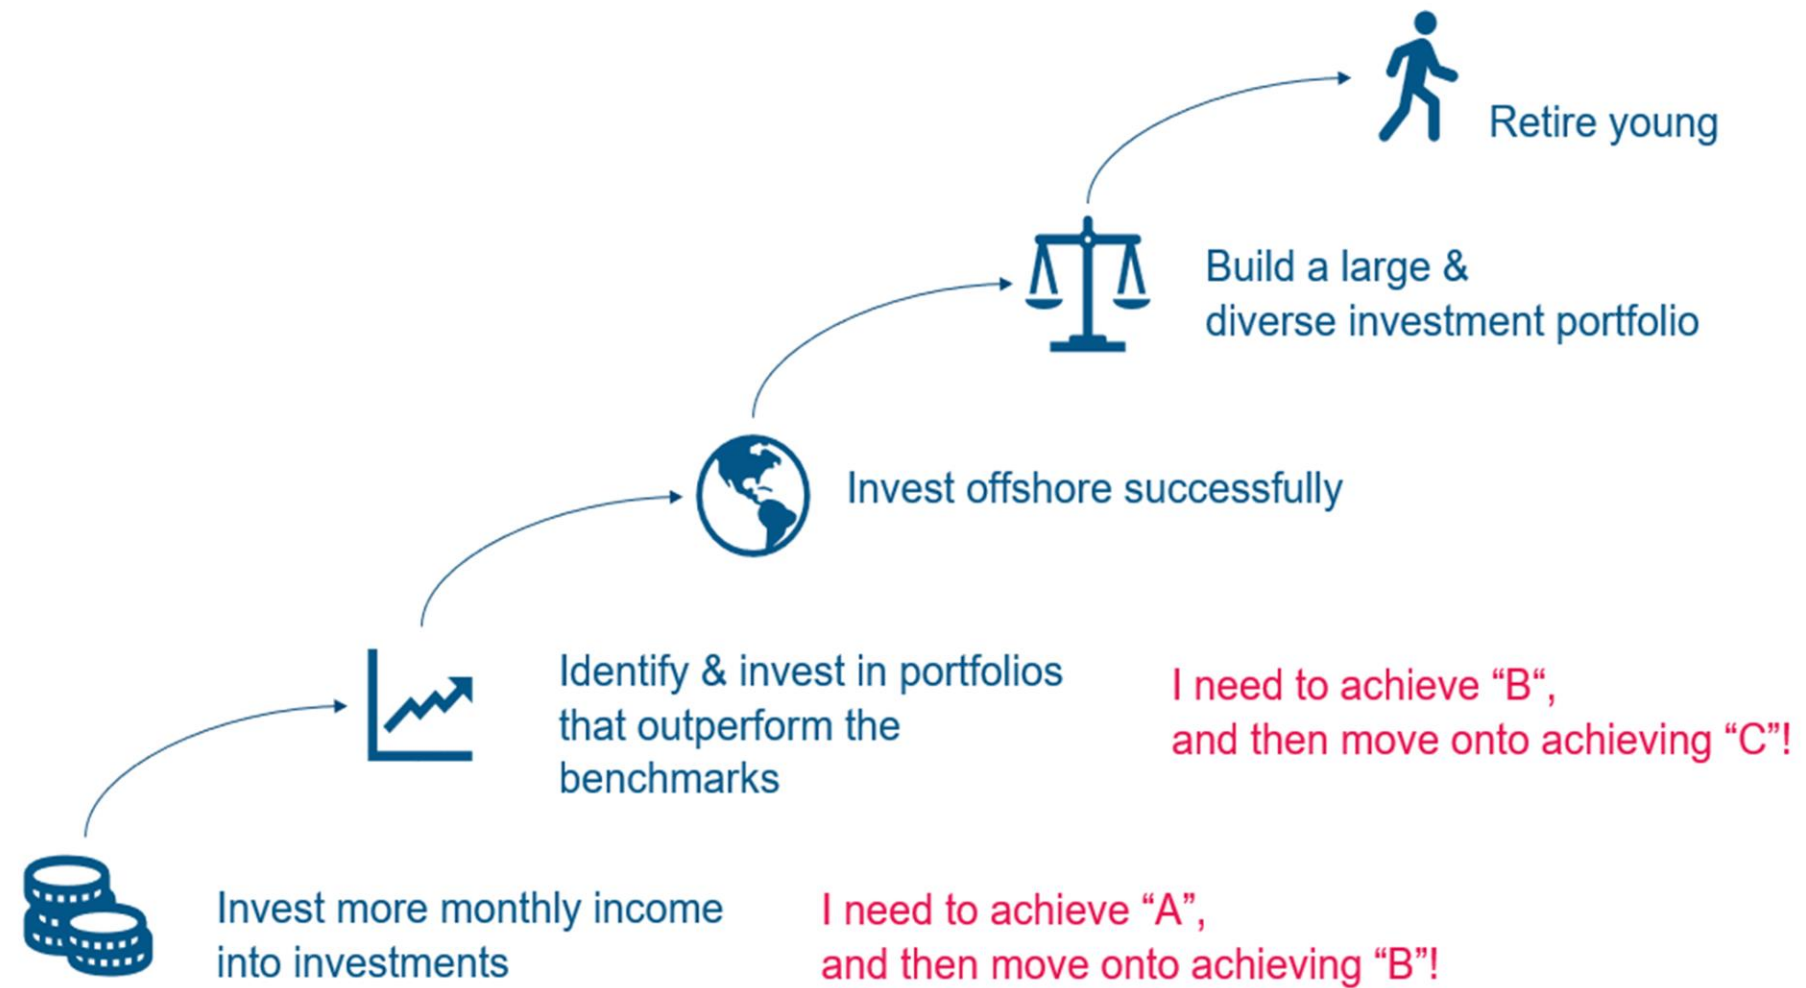 Retire young
Build a large &
diverse investment portfolio
Invest offshore successfully
Identify & invest in portfolios
that outperform the
benchmarks
I need to achieve “B“,
and then move onto achieving “C”!
Invest more monthly income
into investments
I need to achieve “A”,
and then move onto achieving “B”!